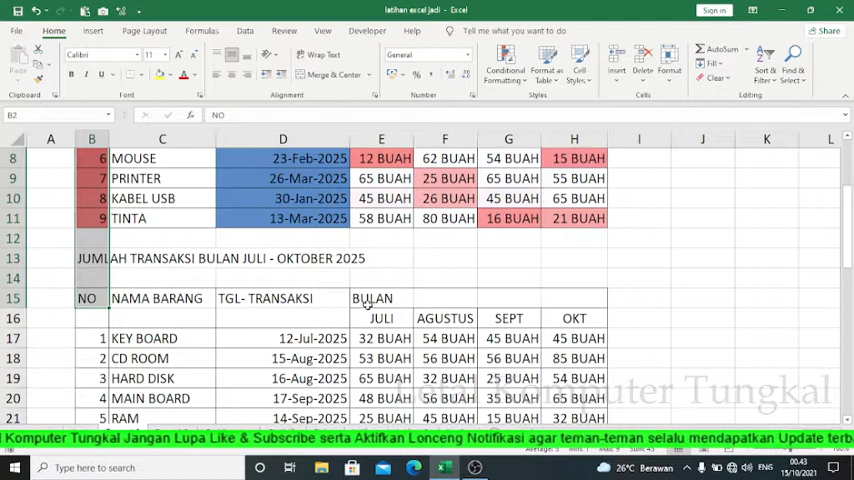 latihan excel jadi - Excel
Sign in
File Home Insert Page Layout Formulas Data Review View Help Tell me what you want to do Share
Calibri 11 Wrap Text General AutoSum
Paste B I U Merge & Center Conditional Formatting Format as Table Cell Styles Insert Delete Format Fill Clear Sort & Filter Find & Select
Clipboard Font Alignment Number Styles Cells Editing
B2 NO
A B C D E F G H I J K L
8 6 MOUSE 23-Feb-2025 12 BUAH 62 BUAH 54 BUAH 15 BUAH
9 7 PRINTER 26-Mar-2025 65 BUAH 25 BUAH 65 BUAH 55 BUAH
10 8 KABEL USB 30-Jan-2025 45 BUAH 26 BUAH 45 BUAH 65 BUAH
11 9 TINTA 13-Mar-2025 58 BUAH 80 BUAH 16 BUAH 21 BUAH
12
13 JUMLAH TRANSAKSI BULAN JULI - OKTOBER 2025
14
15 NO NAMA BARANG TGL- TRANSAKSI BULAN
16 JULI AGUSTUS SEPT OKT
17 1 KEY BOARD 12-Jul-2025 32 BUAH 54 BUAH 45 BUAH 45 BUAH
18 2 CD ROOM 15-Aug-2025 53 BUAH 56 BUAH 56 BUAH 85 BUAH
19 3 HARD DISK 16-Aug-2025 65 BUAH 32 BUAH 25 BUAH 54 BUAH
20 4 MAIN BOARD 17-Sep-2025 48 BUAH 56 BUAH 35 BUAH 65 BUAH
21 5 RAM 14-Sep-2025 25 BUAH 45 BUAH 15 BUAH 32 BUAH
Komputer Tungkal
l Komputer Tungkal Jangan Lupa Like & Subscribe serta Aktifkan Lonceng Notifikasi agar teman-teman selalu mendapatkan Update terba
Type here to search
26°C Berawan
ENG
00.43
15/10/2021